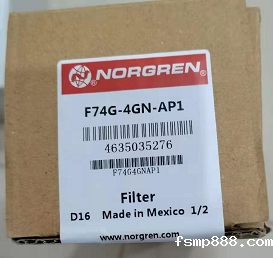 NORGREN
F74G-4GN-AP1
4635035276
F74G4GNAP1
Filter
D16 Made in Mexico 1/2
www.norgren.com
fsmp888.com